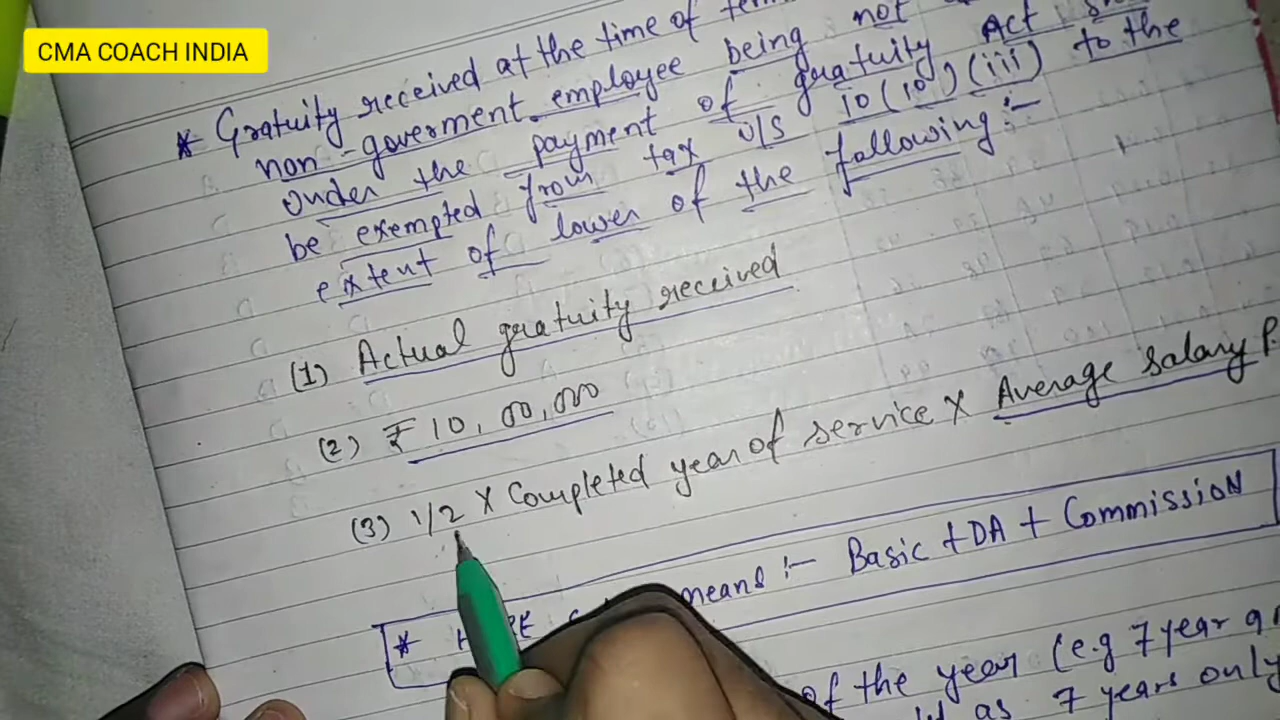 CMA COACH INDIA
* Gratuity received at the time of
non-goverment employee being not
under the payment of gratuity Act
be exempted from tax u/s 10(10)(iii) to the
extent of lower of the following :-
(1) Actual gratuity received
(2) ₹ 10,00,000
(3) 1/2 X Completed year of service X Average salary P.
* means :- Basic + DA + Commission
of the year (e.g 7 year
as 7 years only